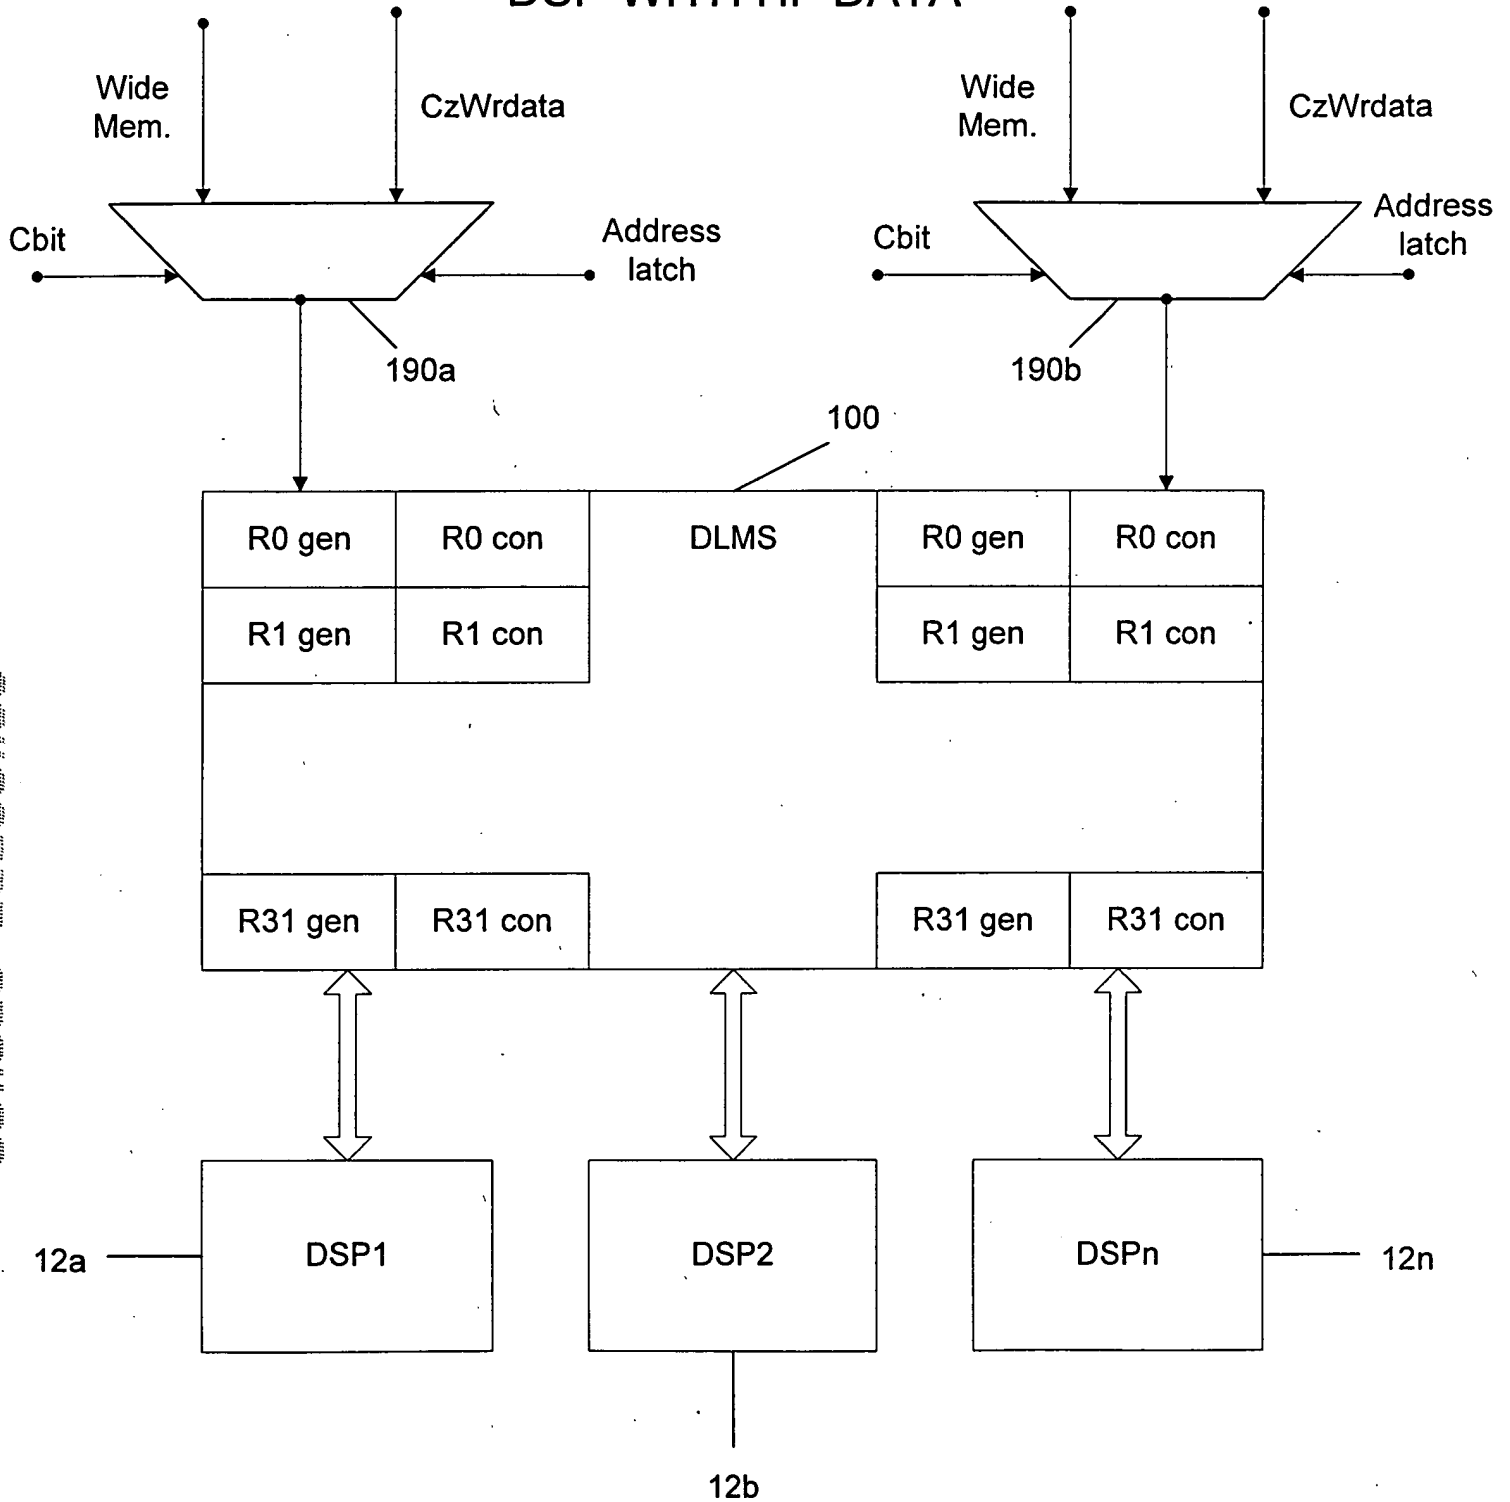 Wide
Mem.
CzWrdata
Wide
Mem.
CzWrdata
Cbit
Address
latch
Cbit
Address
latch
190a
190b
100
R0 gen
R0 con
DLMS
R0 gen
R0 con
R1 gen
R1 con
R1 gen
R1 con
R31 gen
R31 con
R31 gen
R31 con
12a
DSP1
DSP2
DSPn
12n
12b